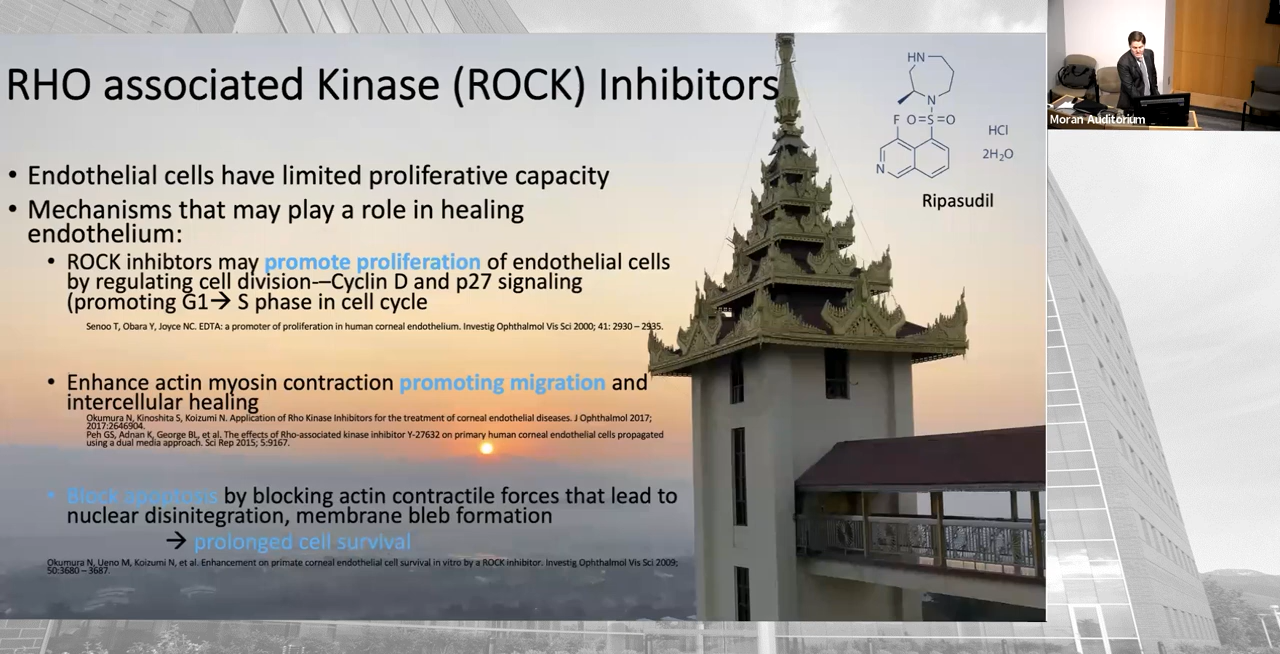 RHO associated Kinase (ROCK) Inhibitors
• Endothelial cells have limited proliferative capacity
• Mechanisms that may play a role in healing
endothelium:
• ROCK inhibtors may promote proliferation of endothelial cells
by regulating cell division-–Cyclin D and p27 signaling
(promoting G1→ S phase in cell cycle
Senoo T, Obara Y, Joyce NC. EDTA: a promoter of proliferation in human corneal endothelium. Investig Ophthalmol Vis Sci 2000; 41: 2930 – 2935.
• Enhance actin myosin contraction promoting migration and
intercellular healing
Okumura N, Kinoshita S, Koizumi N. Application of Rho Kinase Inhibitors for the treatment of corneal endothelial diseases. J Ophthalmol 2017;
2017:2646904.
Peh GS, Adnan K, George BL, et al. The effects of Rho-associated kinase inhibitor Y-27632 on primary human corneal endothelial cells propagated
using a dual media approach. Sci Rep 2015; 5:9167.
• Block apoptosis by blocking actin contractile forces that lead to
nuclear disinitegration, membrane bleb formation
→ prolonged cell survival
Okumura N, Ueno M, Koizumi N, et al. Enhancement on primate corneal endothelial cell survival in vitro by a ROCK inhibitor. Investig Ophthalmol Vis Sci 2009;
50:3680 – 3687.
HN
N
F
O=S=O
N
HCl
2H₂O
Ripasudil
Moran Auditorium